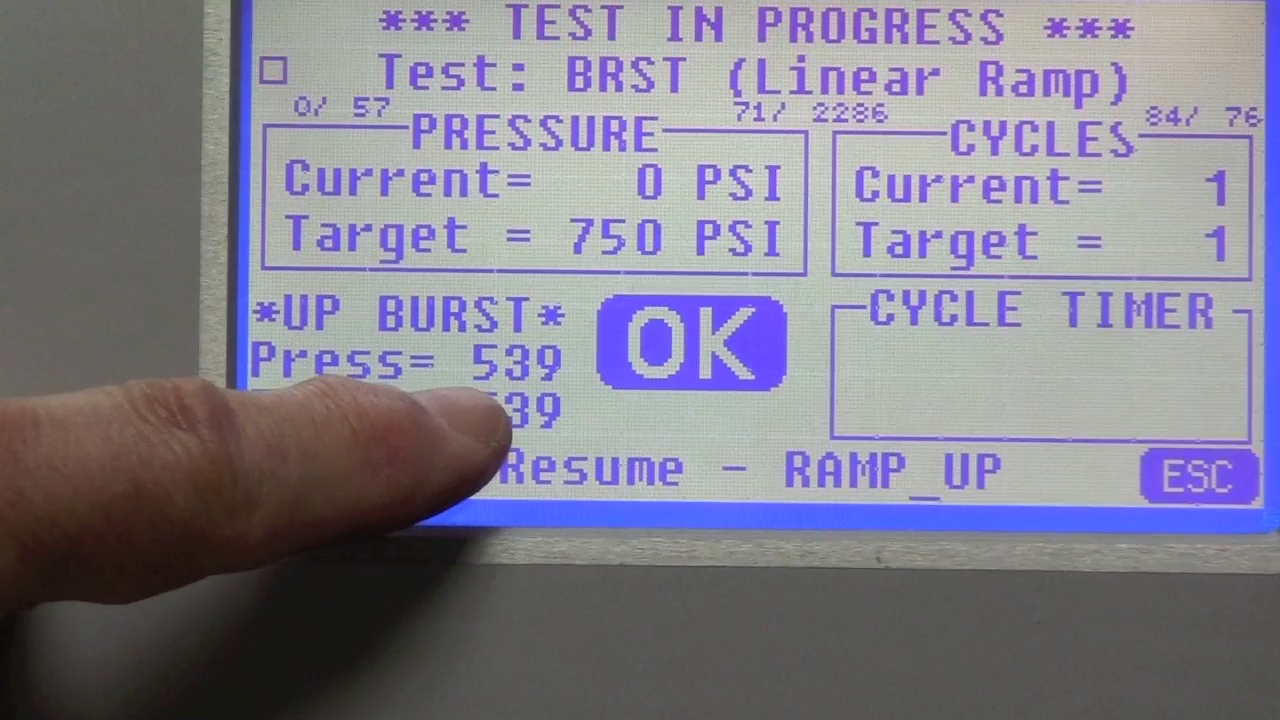 *** TEST IN PROGRESS ***
Test: BRST (Linear Ramp)
0/ 57 71/ 2286 84/ 76
PRESSURE
Current= 0 PSI
Target = 750 PSI
CYCLES
Current= 1
Target = 1
*UP BURST*
Press= 539
39
OK
CYCLE TIMER
Resume - RAMP_UP
ESC